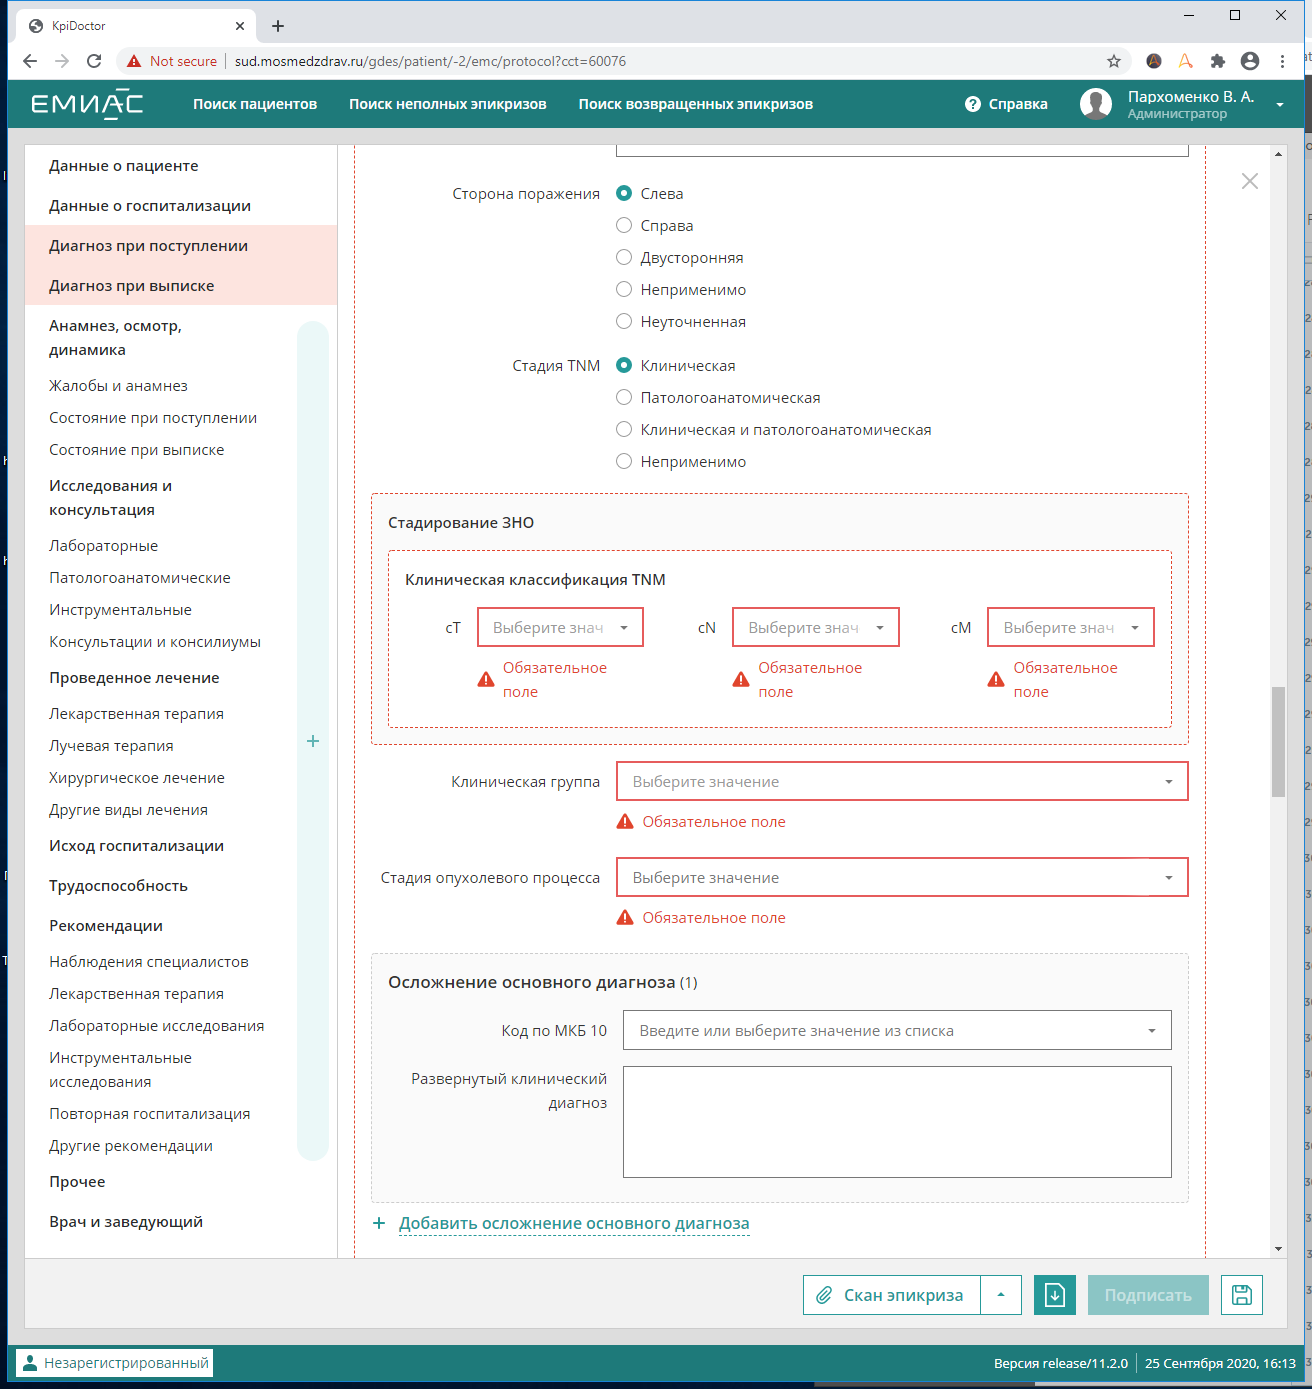 KpiDoctor
Not secure
sud.mosmedzdrav.ru/gdes/patient/-2/emc/protocol?cct=60076
ЕМИАС
Поиск пациентов
Поиск неполных эпикризов
Поиск возвращенных эпикризов
Справка
Пархоменко В. А.
Администратор
Данные о пациенте
Данные о госпитализации
Диагноз при поступлении
Диагноз при выписке
Анамнез, осмотр,
динамика
Жалобы и анамнез
Состояние при поступлении
Состояние при выписке
Исследования и
консультация
Лабораторные
Патологоанатомические
Инструментальные
Консультации и консилиумы
Проведенное лечение
Лекарственная терапия
Лучевая терапия
Хирургическое лечение
Другие виды лечения
Исход госпитализации
Трудоспособность
Рекомендации
Наблюдения специалистов
Лекарственная терапия
Лабораторные исследования
Инструментальные
исследования
Повторная госпитализация
Другие рекомендации
Прочее
Врач и заведующий
Сторона поражения
Слева
Справа
Двусторонняя
Неприменимо
Неуточненная
Стадия TNM
Клиническая
Патологоанатомическая
Клиническая и патологоанатомическая
Неприменимо
Стадирование ЗНО
Клиническая классификация TNM
cT Выберите знач
cN Выберите знач
cM Выберите знач
Обязательное
поле
Обязательное
поле
Обязательное
поле
Клиническая группа
Выберите значение
Обязательное поле
Стадия опухолевого процесса
Выберите значение
Обязательное поле
Осложнение основного диагноза (1)
Код по МКБ 10
Введите или выберите значение из списка
Развернутый клинический
диагноз
+ Добавить осложнение основного диагноза
Скан эпикриза
Подписать
Незарегистрированный
Версия release/11.2.0
25 Сентября 2020, 16:13